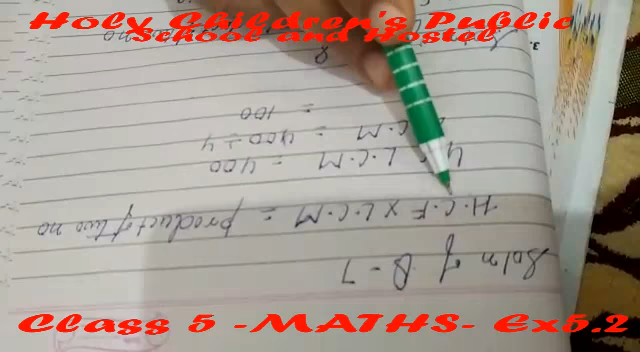 Holy Children's Public
School and Hostel
Soln of Q-7
H.C.F X L.C.M = product of two no
4 x L.C.M = 400
L.C.M = 400 ÷ 4
= 100
Class 5 -MATHS- Ex5.2